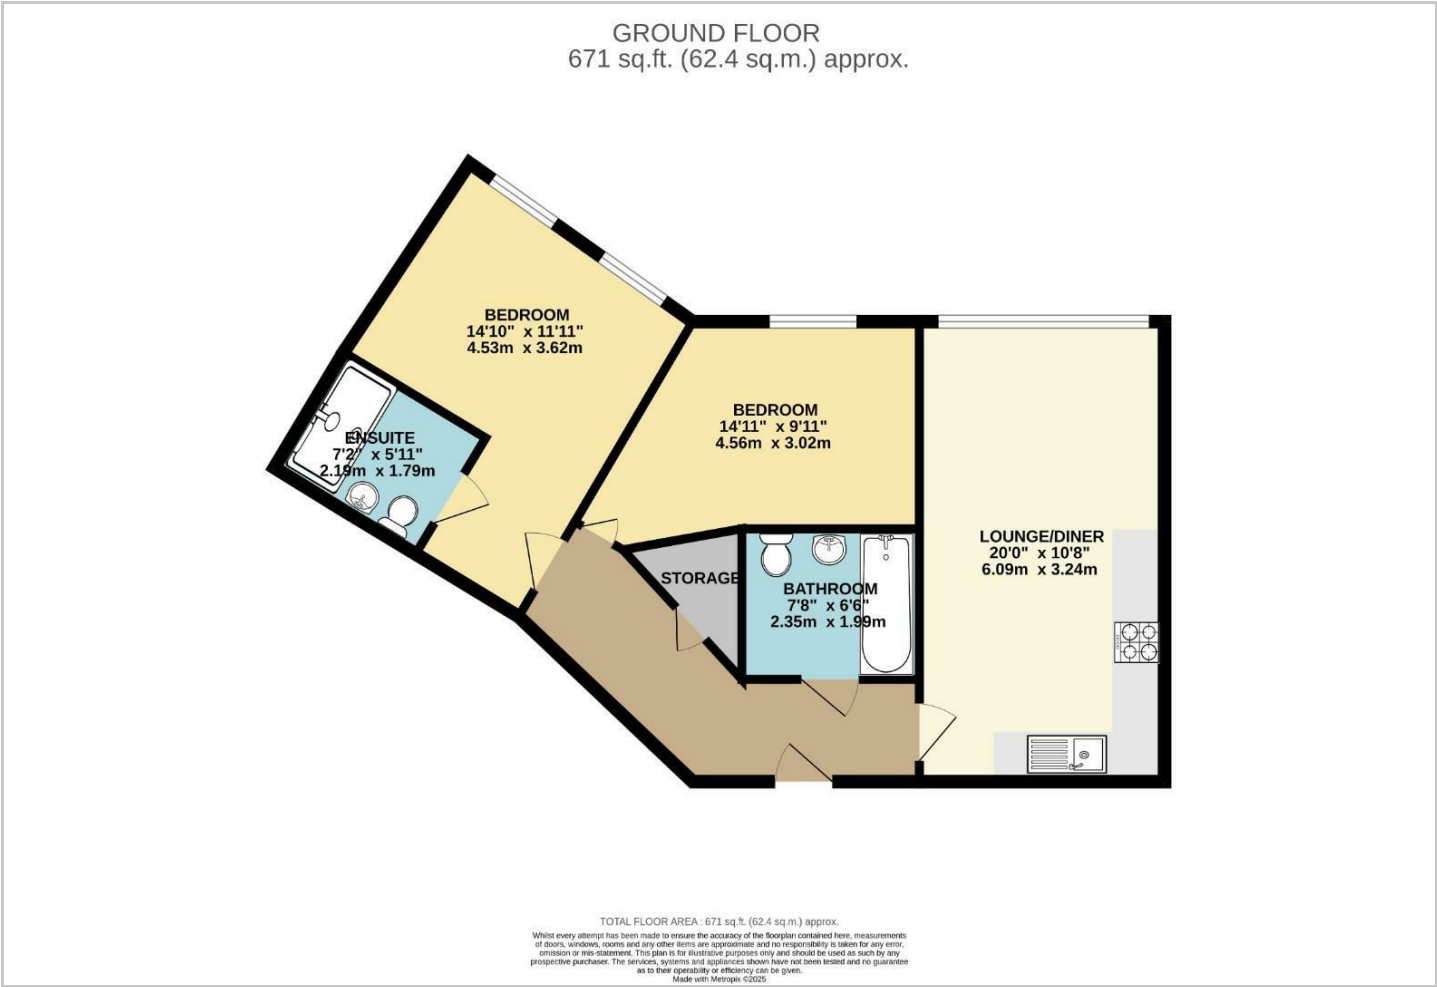 GROUND FLOOR
671 sq.ft. (62.4 sq.m.) approx.
BEDROOM
14'10" x 11'11"
4.53m x 3.62m
BEDROOM
14'11" x 9'11"
4.56m x 3.02m
ENSUITE
7'2" x 5'11"
2.19m x 1.79m
LOUNGE/DINER
20'0" x 10'8"
6.09m x 3.24m
STORAGE
BATHROOM
7'8" x 6'6"
2.35m x 1.99m
TOTAL FLOOR AREA : 671 sq.ft. (62.4 sq.m.) approx.
Whilst every attempt has been made to ensure the accuracy of the floorplan contained here, measurements
of doors, windows, rooms and any other items are approximate and no responsibility is taken for any error,
omission or mis-statement. This plan is for illustrative purposes only and should be used as such by any
prospective purchaser. The services, systems and appliances shown have not been tested and no guarantee
as to their operability or efficiency can be given.
Made with Metropix ©2025